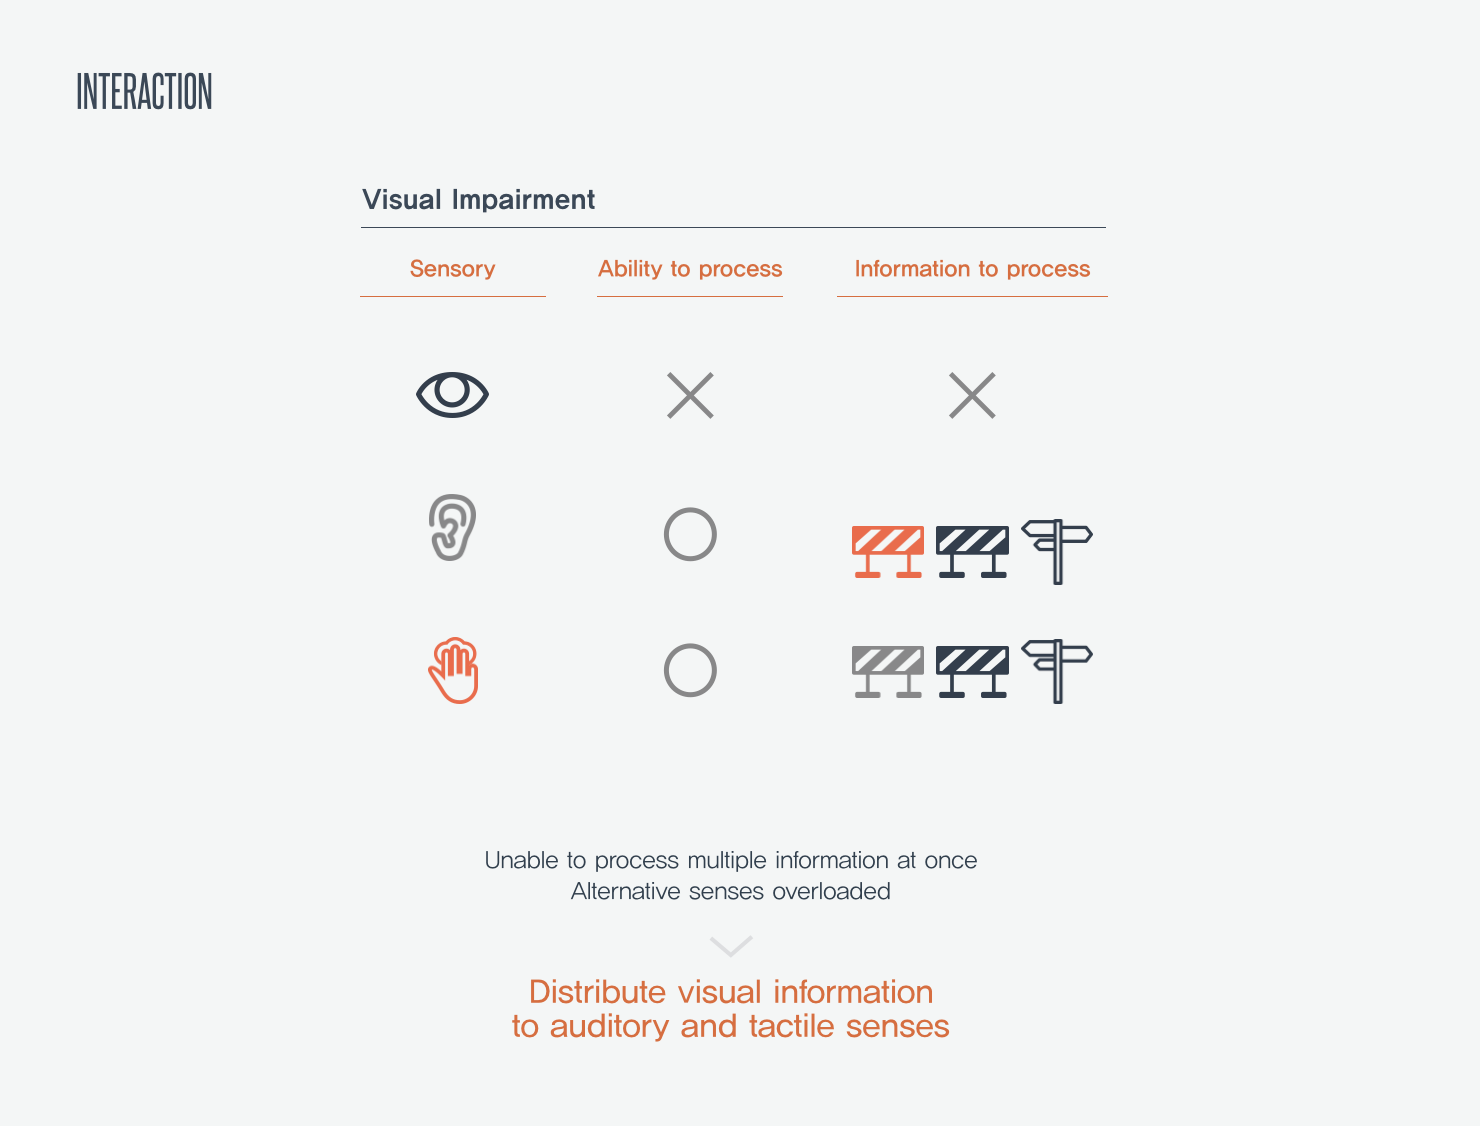 INTERACTION
Visual Impairment
Sensory
Ability to process
Information to process
Unable to process multiple information at once
Alternative senses overloaded
Distribute visual information
to auditory and tactile senses